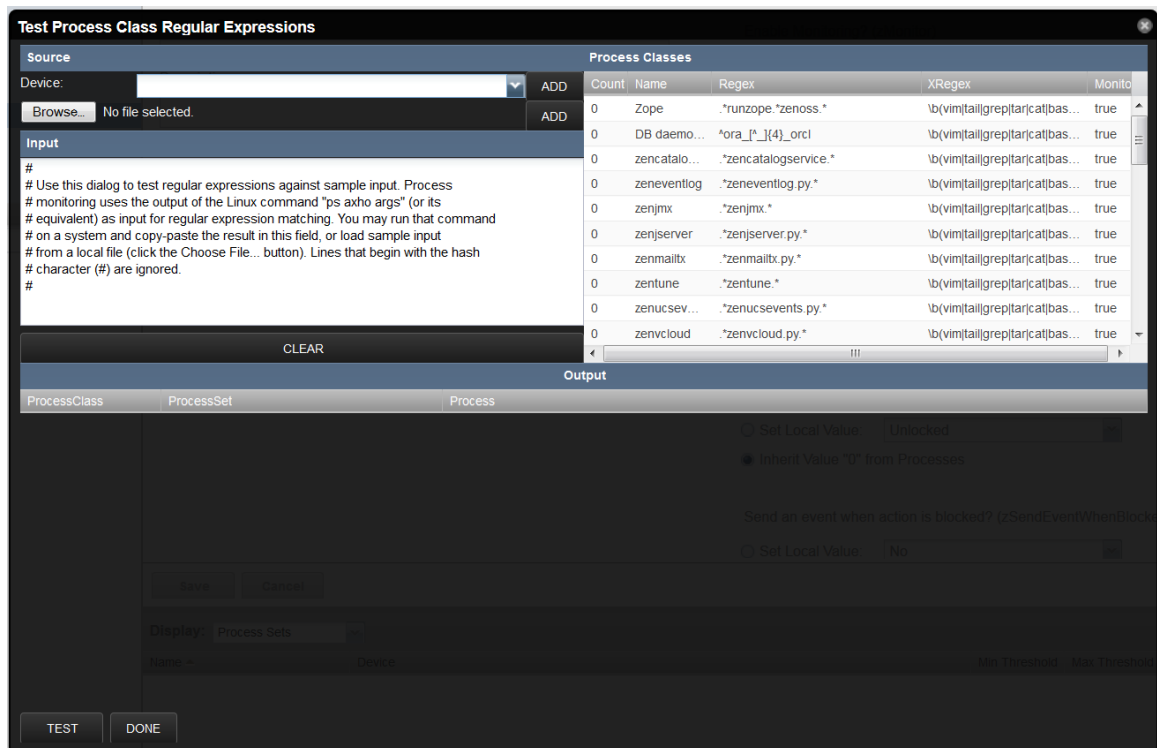 Test Process Class Regular Expressions
Source
Device:
ADD
Browse... No file selected.
ADD
Input
#
# Use this dialog to test regular expressions against sample input. Process
# monitoring uses the output of the Linux command "ps axho args" (or its
# equivalent) as input for regular expression matching. You may run that command
# on a system and copy-paste the result in this field, or load sample input
# from a local file (click the Choose File... button). Lines that begin with the hash
# character (#) are ignored.
#
CLEAR
Process Classes
Count Name Regex XRegex Monito
0 Zope .*runzope.*zenoss.* \b(vim|tail|grep|tar|cat|bas... true
0 DB daemo... ^ora_[^_]{4}_orcl \b(vim|tail|grep|tar|cat|bas... true
0 zencatalo... .*zencatalogservice.* \b(vim|tail|grep|tar|cat|bas... true
0 zeneventlog .*zeneventlog.py.* \b(vim|tail|grep|tar|cat|bas... true
0 zenjmx .*zenjmx.* \b(vim|tail|grep|tar|cat|bas... true
0 zenjserver .*zenjserver.py.* \b(vim|tail|grep|tar|cat|bas... true
0 zenmailtx .*zenmailtx.py.* \b(vim|tail|grep|tar|cat|bas... true
0 zentune .*zentune.* \b(vim|tail|grep|tar|cat|bas... true
0 zenucsev... .*zenucsevents.py.* \b(vim|tail|grep|tar|cat|bas... true
0 zenvcloud .*zenvcloud.py.* \b(vim|tail|grep|tar|cat|bas... true
Output
ProcessClass ProcessSet Process
Set Local Value: Unlocked
Inherit Value "0" from Processes
Send an event when action is blocked? (zSendEventWhenBlocke
Set Local Value: No
Save Cancel
Display: Process Sets
Name Device Min Threshold Max Threshold
TEST DONE